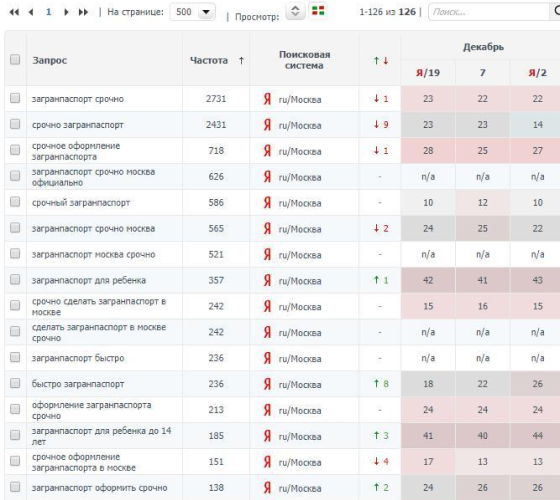 1 | На странице: 500 | Просмотр: 1-126 из 126 | Поиск...
Декабрь
Запрос Частота ↑ Поисковая система ↑↓ Я/19 7 Я/2
загранпаспорт срочно 2731 Я ru/Москва ↓ 1 23 22 22
срочно загранпаспорт 2431 Я ru/Москва ↓ 9 23 23 14
срочное оформление
загранпаспорта 718 Я ru/Москва ↓ 1 28 25 27
загранпаспорт срочно москва
официально 626 Я ru/Москва - n/a n/a n/a
срочный загранпаспорт 586 Я ru/Москва - 10 12 10
загранпаспорт срочно москва 565 Я ru/Москва ↓ 2 24 25 22
загранпаспорт москва срочно 521 Я ru/Москва - n/a n/a n/a
загранпаспорт для ребенка 357 Я ru/Москва ↑ 1 42 41 43
срочно сделать загранпаспорт в
москве 242 Я ru/Москва - 15 16 15
сделать загранпаспорт в москве
срочно 242 Я ru/Москва - n/a n/a n/a
загранпаспорт быстро 236 Я ru/Москва - n/a n/a n/a
быстро загранпаспорт 236 Я ru/Москва ↑ 8 18 22 26
оформление загранпаспорта
срочно 213 Я ru/Москва - 24 24 24
загранпаспорт для ребенка до 14
лет 185 Я ru/Москва ↑ 3 41 40 44
срочное оформление
загранпаспорта в москве 151 Я ru/Москва ↓ 4 17 13 13
загранпаспорт оформить срочно 138 Я ru/Москва ↑ 2 24 26 26